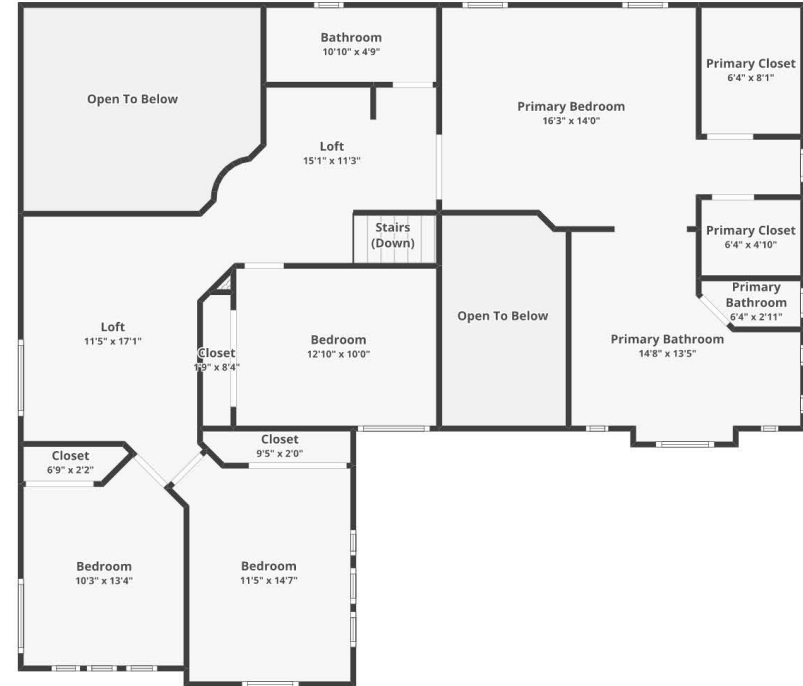 Bathroom
10'10" x 4'9"
Open To Below
Primary Closet
6'4" x 8'1"
Primary Bedroom
16'3" x 14'0"
Loft
15'1" x 11'3"
Stairs
(Down)
Primary Closet
6'4" x 4'10"
Primary
Bathroom
6'4" x 2'11"
Open To Below
Loft
11'5" x 17'1"
Closet
1'9" x 8'4"
Bedroom
12'10" x 10'0"
Primary Bathroom
14'8" x 13'5"
Closet
9'5" x 2'0"
Closet
6'9" x 2'2"
Bedroom
10'3" x 13'4"
Bedroom
11'5" x 14'7"